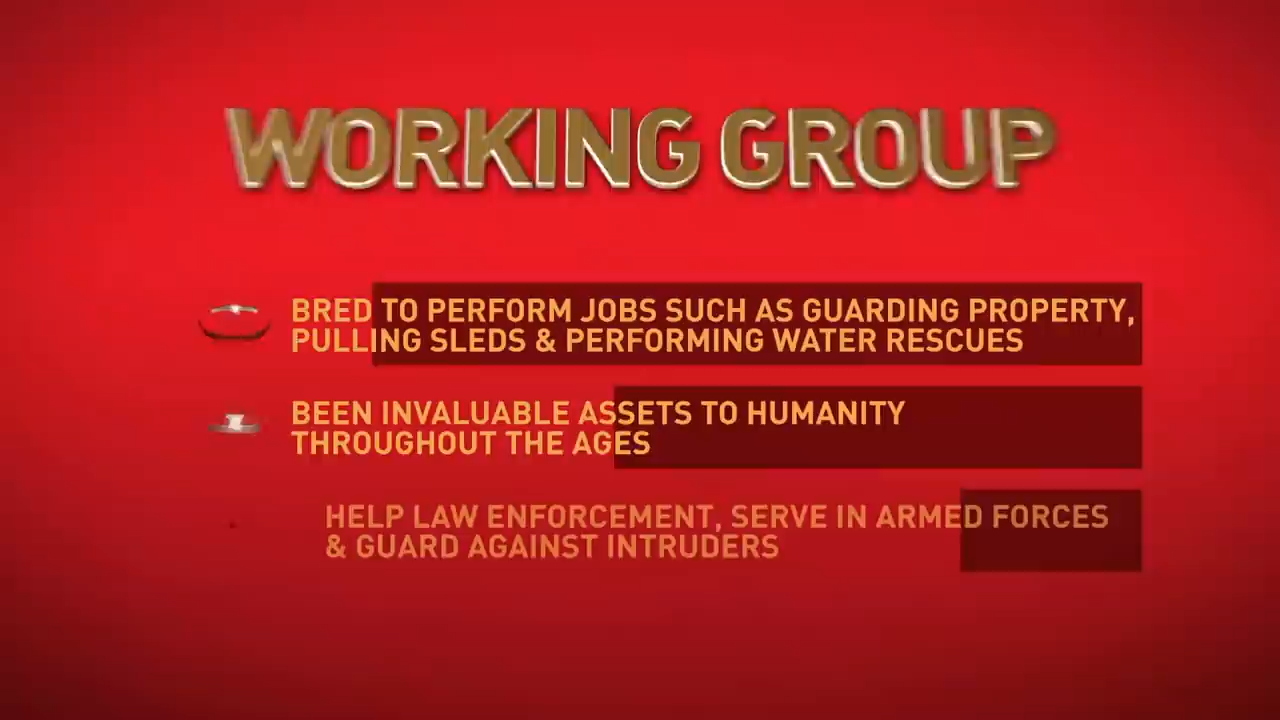 WORKING GROUP
BRED TO PERFORM JOBS SUCH AS GUARDING PROPERTY,
PULLING SLEDS & PERFORMING WATER RESCUES
BEEN INVALUABLE ASSETS TO HUMANITY
THROUGHOUT THE AGES
HELP LAW ENFORCEMENT, SERVE IN ARMED FORCES
& GUARD AGAINST INTRUDERS